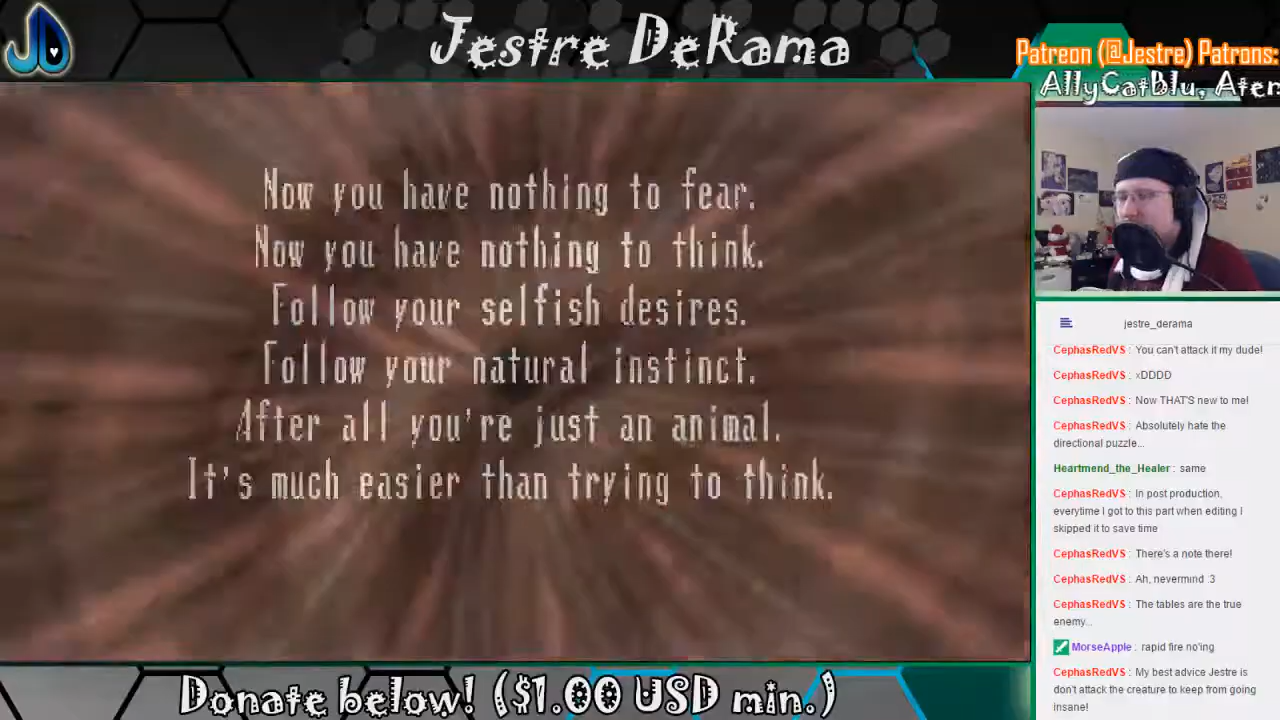 JD
Jestre DeRama
Patreon (@Jestre) Patrons:
AllyCatBlu, Aten
Now you have nothing to fear.
Now you have nothing to think.
Follow your selfish desires.
Follow your natural instinct.
After all you're just an animal.
It's much easier than trying to think.
jestre_derama
CephasRedVS : You can't attack it my dude!
CephasRedVS : xDDDD
CephasRedVS : Now THAT'S new to me!
CephasRedVS : Absolutely hate the
directional puzzle...
Heartmend_the_Healer : same
CephasRedVS : In post production,
everytime I got to this part when editing I
skipped it to save time
CephasRedVS : There's a note there!
CephasRedVS : Ah, nevermind :3
CephasRedVS : The tables are the true
enemy...
MorseApple : rapid fire no'ing
CephasRedVS : My best advice Jestre is
don't attack the creature to keep from going
insane!
Donate below! ($1.00 USD min.)